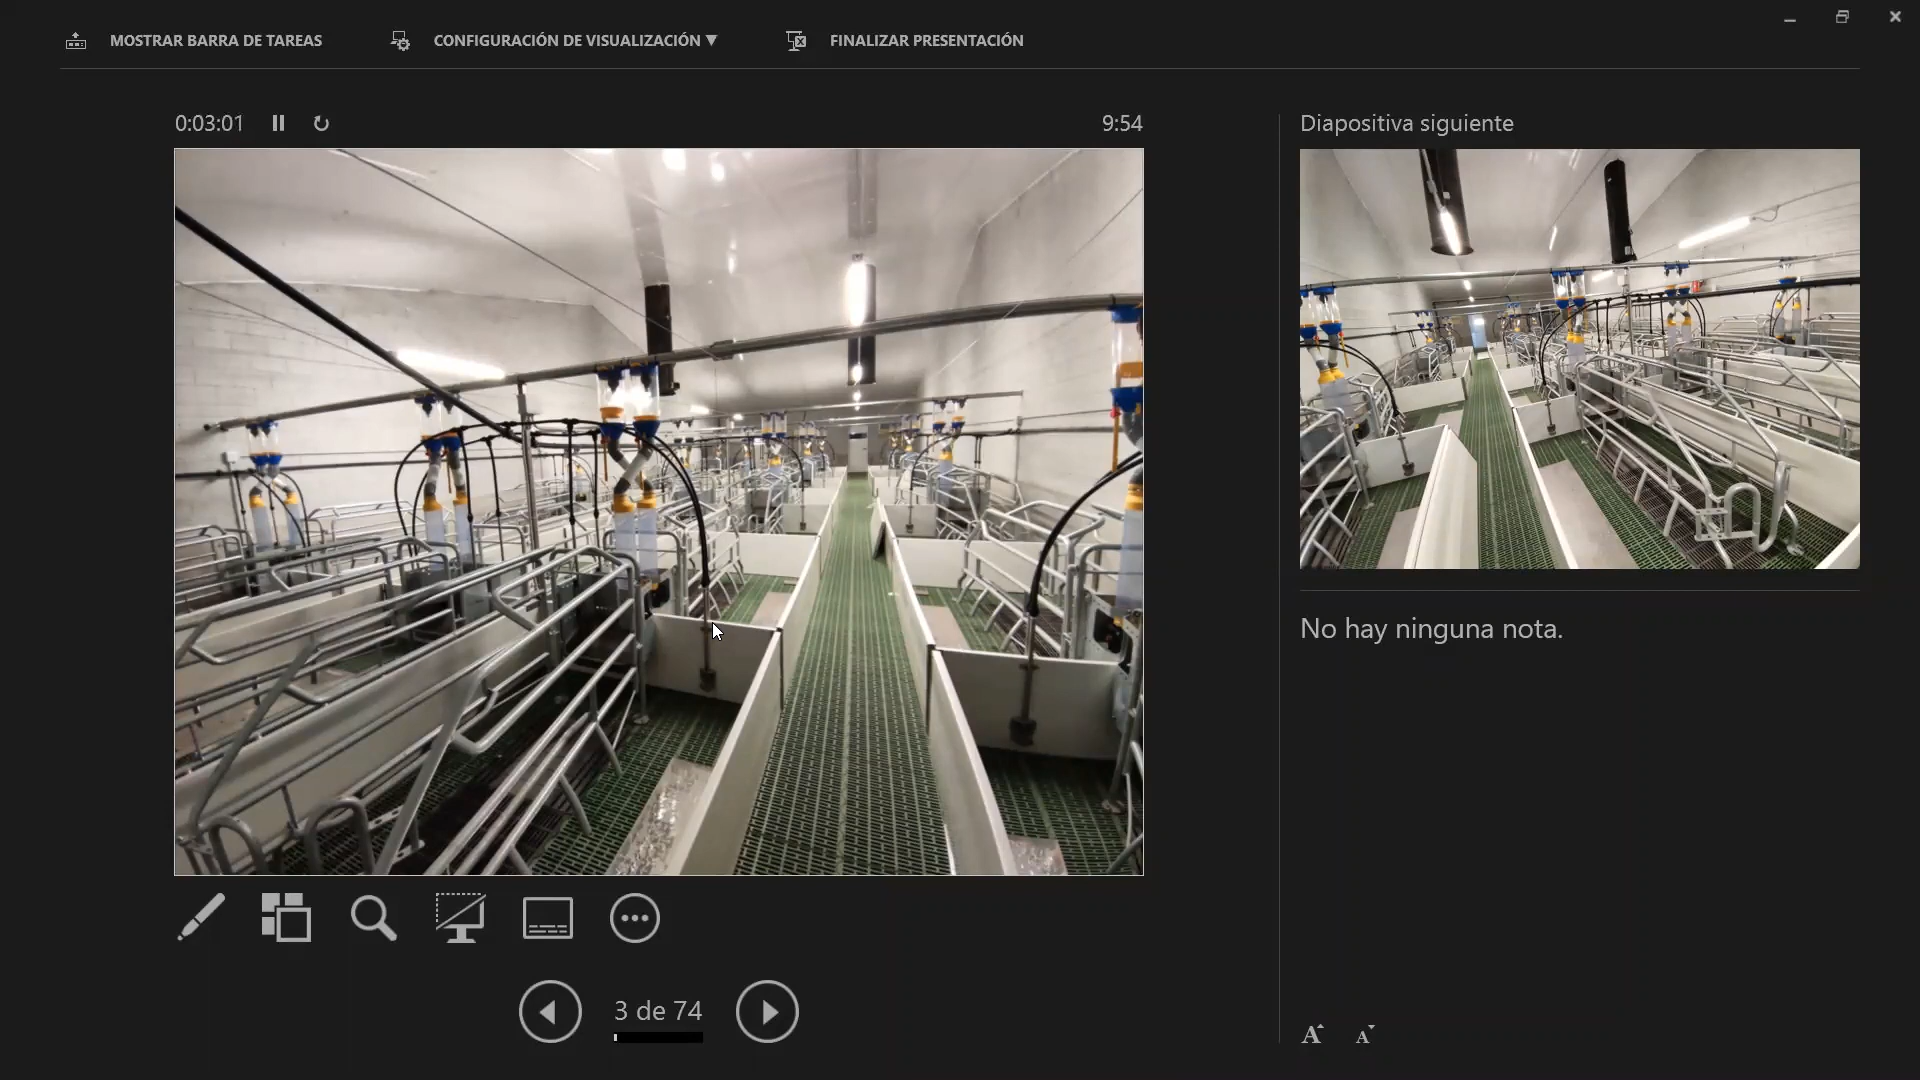 MOSTRAR BARRA DE TAREAS
CONFIGURACIÓN DE VISUALIZACIÓN ▼
FINALIZAR PRESENTACIÓN
0:03:01
9:54
Diapositiva siguiente
No hay ninguna nota.
3 de 74
A
A